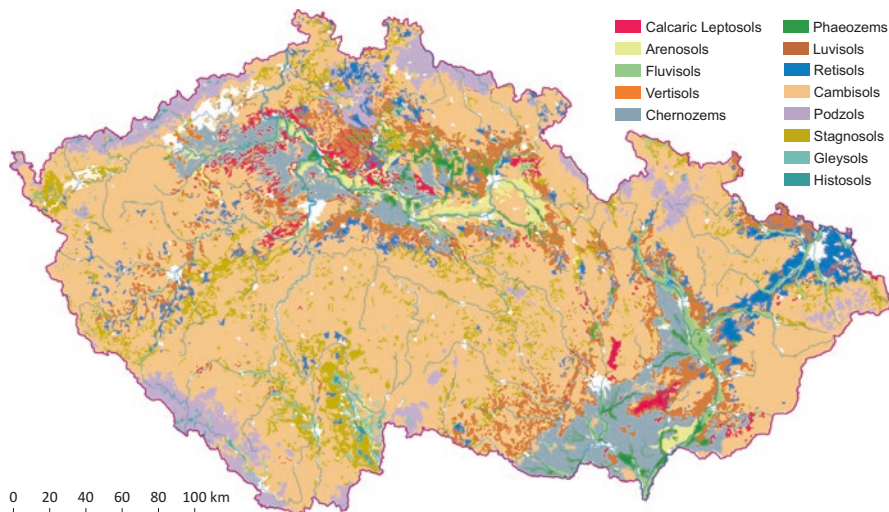 Calcaric Leptosols
Arenosols
Fluvisols
Vertisols
Chernozems
Phaeozems
Luvisols
Retisols
Cambisols
Podzols
Stagnosols
Gleysols
Histosols
0 20 40 60 80 100 km